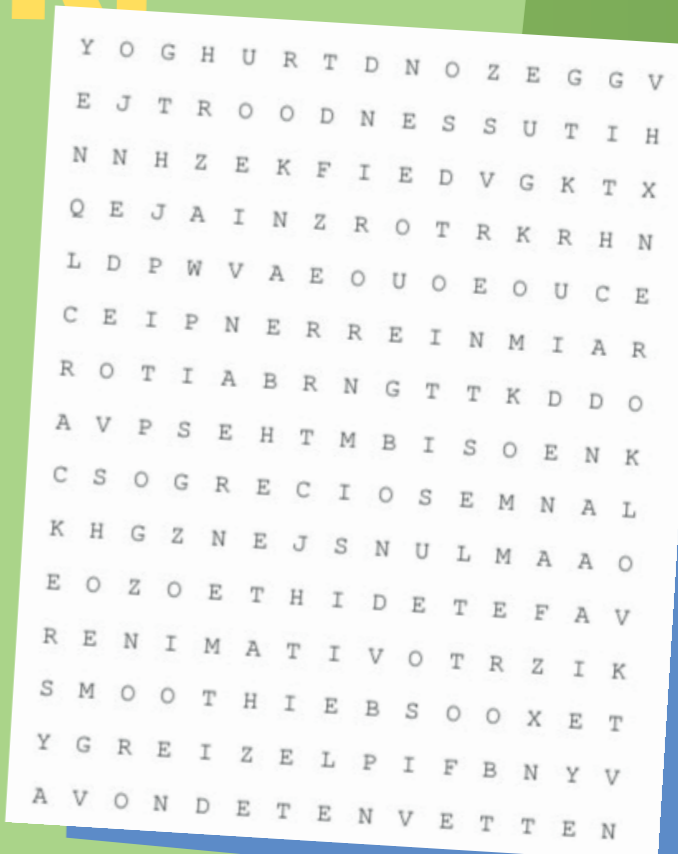 Y O G H U R T D N O Z E G G V
E J T R O O D N E S S U T I H
N N H Z E K F I E D V G K T X
Q E J A I N Z R O T R K R H N
L D P W V A E O U O E O U C E
C E I P N E R R E I N M I A R
R O T I A B R N G T T K D D O
A V P S E H T M B I S O E N K
C S O G R E C I O S E M N A L
K H G Z N E J S N U L M A A O
E O Z O E T H I D E T E F A V
R E N I M A T I V O T R Z I K
S M O O T H I E B S O O X E T
Y G R E I Z E L P I F B N Y V
A V O N D E T E N V E T T E N